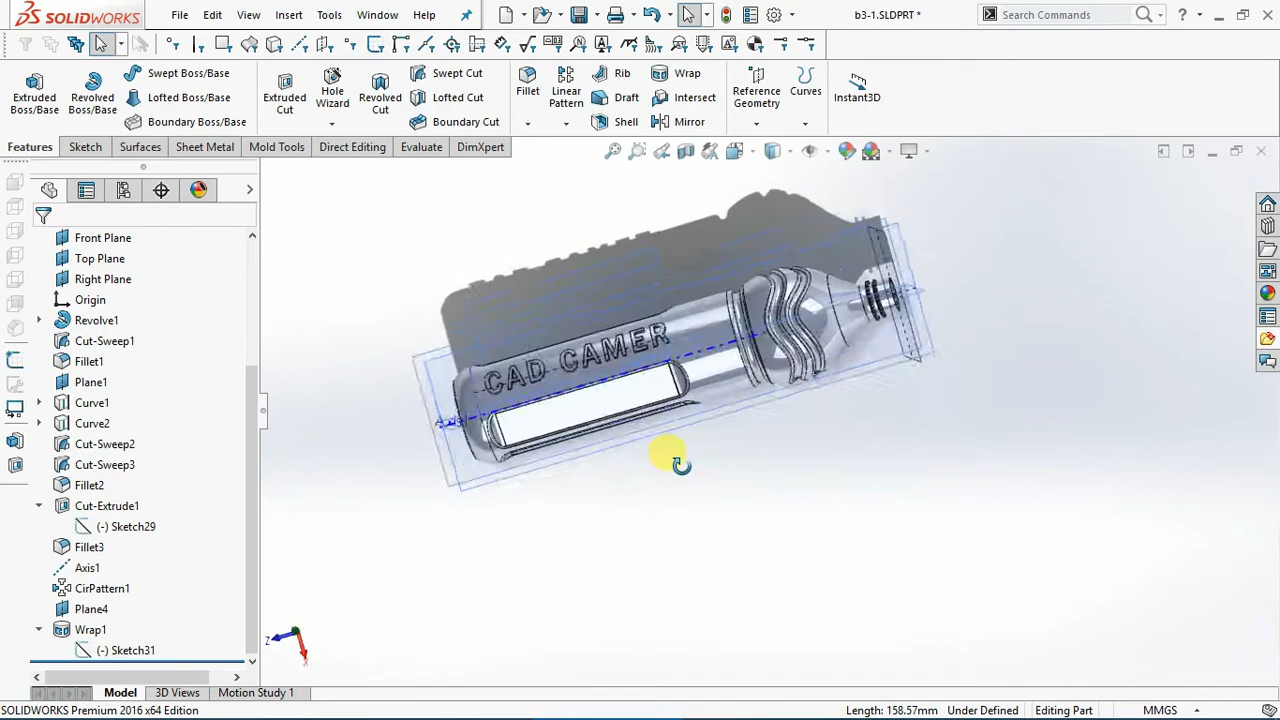 SOLIDWORKS File Edit View Insert Tools Window Help b3-1.SLDPRT * Search Commands ?
Extruded Boss/Base
Revolved Boss/Base
Swept Boss/Base
Lofted Boss/Base
Boundary Boss/Base
Extruded Cut
Hole Wizard
Revolved Cut
Swept Cut
Lofted Cut
Boundary Cut
Fillet
Linear Pattern
Rib
Draft
Shell
Wrap
Intersect
Mirror
Reference Geometry
Curves
Instant3D
Features Sketch Surfaces Sheet Metal Mold Tools Direct Editing Evaluate DimXpert
Front Plane
Top Plane
Right Plane
Origin
Revolve1
Cut-Sweep1
Fillet1
Plane1
Curve1
Curve2
Cut-Sweep2
Cut-Sweep3
Fillet2
Cut-Extrude1
(-) Sketch29
Fillet3
Axis1
CirPattern1
Plane4
Wrap1
(-) Sketch31
CAD CAMER
Z
X
Model 3D Views Motion Study 1
SOLIDWORKS Premium 2016 x64 Edition Length: 158.57mm Under Defined Editing Part MMGS